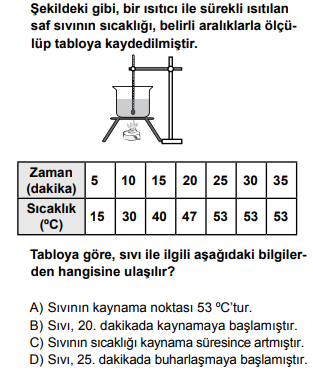 Şekildeki gibi, bir ısıtıcı ile sürekli ısıtılan
saf sıvının sıcaklığı, belirli aralıklarla ölçü-
lüp tabloya kaydedilmiştir.
Zaman (dakika) 5 10 15 20 25 30 35
Sıcaklık (ºC) 15 30 40 47 53 53 53
Tabloya göre, sıvı ile ilgili aşağıdaki bilgiler-
den hangisine ulaşılır?
A) Sıvının kaynama noktası 53 ºC'tur.
B) Sıvı, 20. dakikada kaynamaya başlamıştır.
C) Sıvının sıcaklığı kaynama süresince artmıştır.
D) Sıvı, 25. dakikada buharlaşmaya başlamıştır.